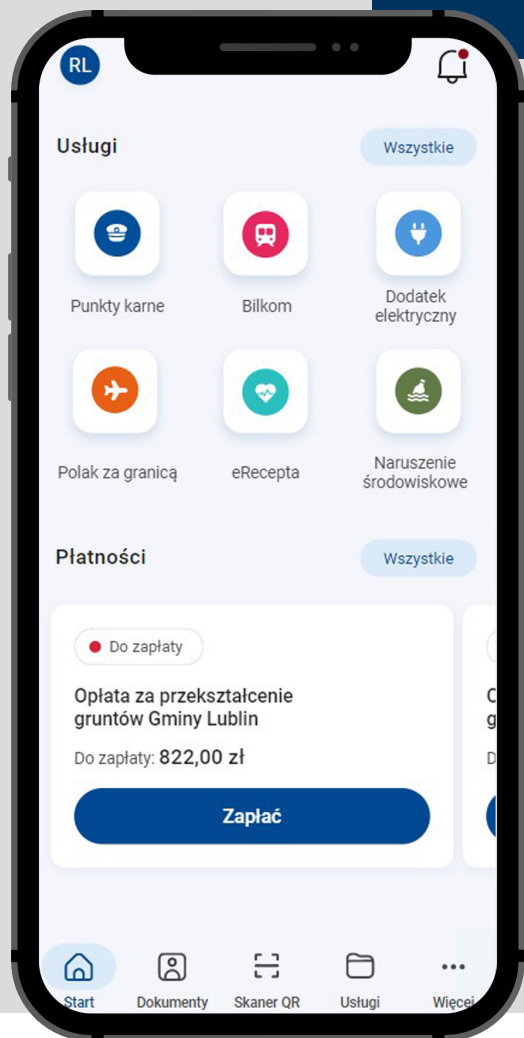 RL
Usługi
Wszystkie
Punkty karne
Bilkom
Dodatek
elektryczny
Polak za granicą
eRecepta
Naruszenie
środowiskowe
Płatności
Wszystkie
Do zapłaty
Opłata za przekształcenie
gruntów Gminy Lublin
Do zapłaty: 822,00 zł
Zapłać
Start
Dokumenty
Skaner QR
Usługi
Więcej